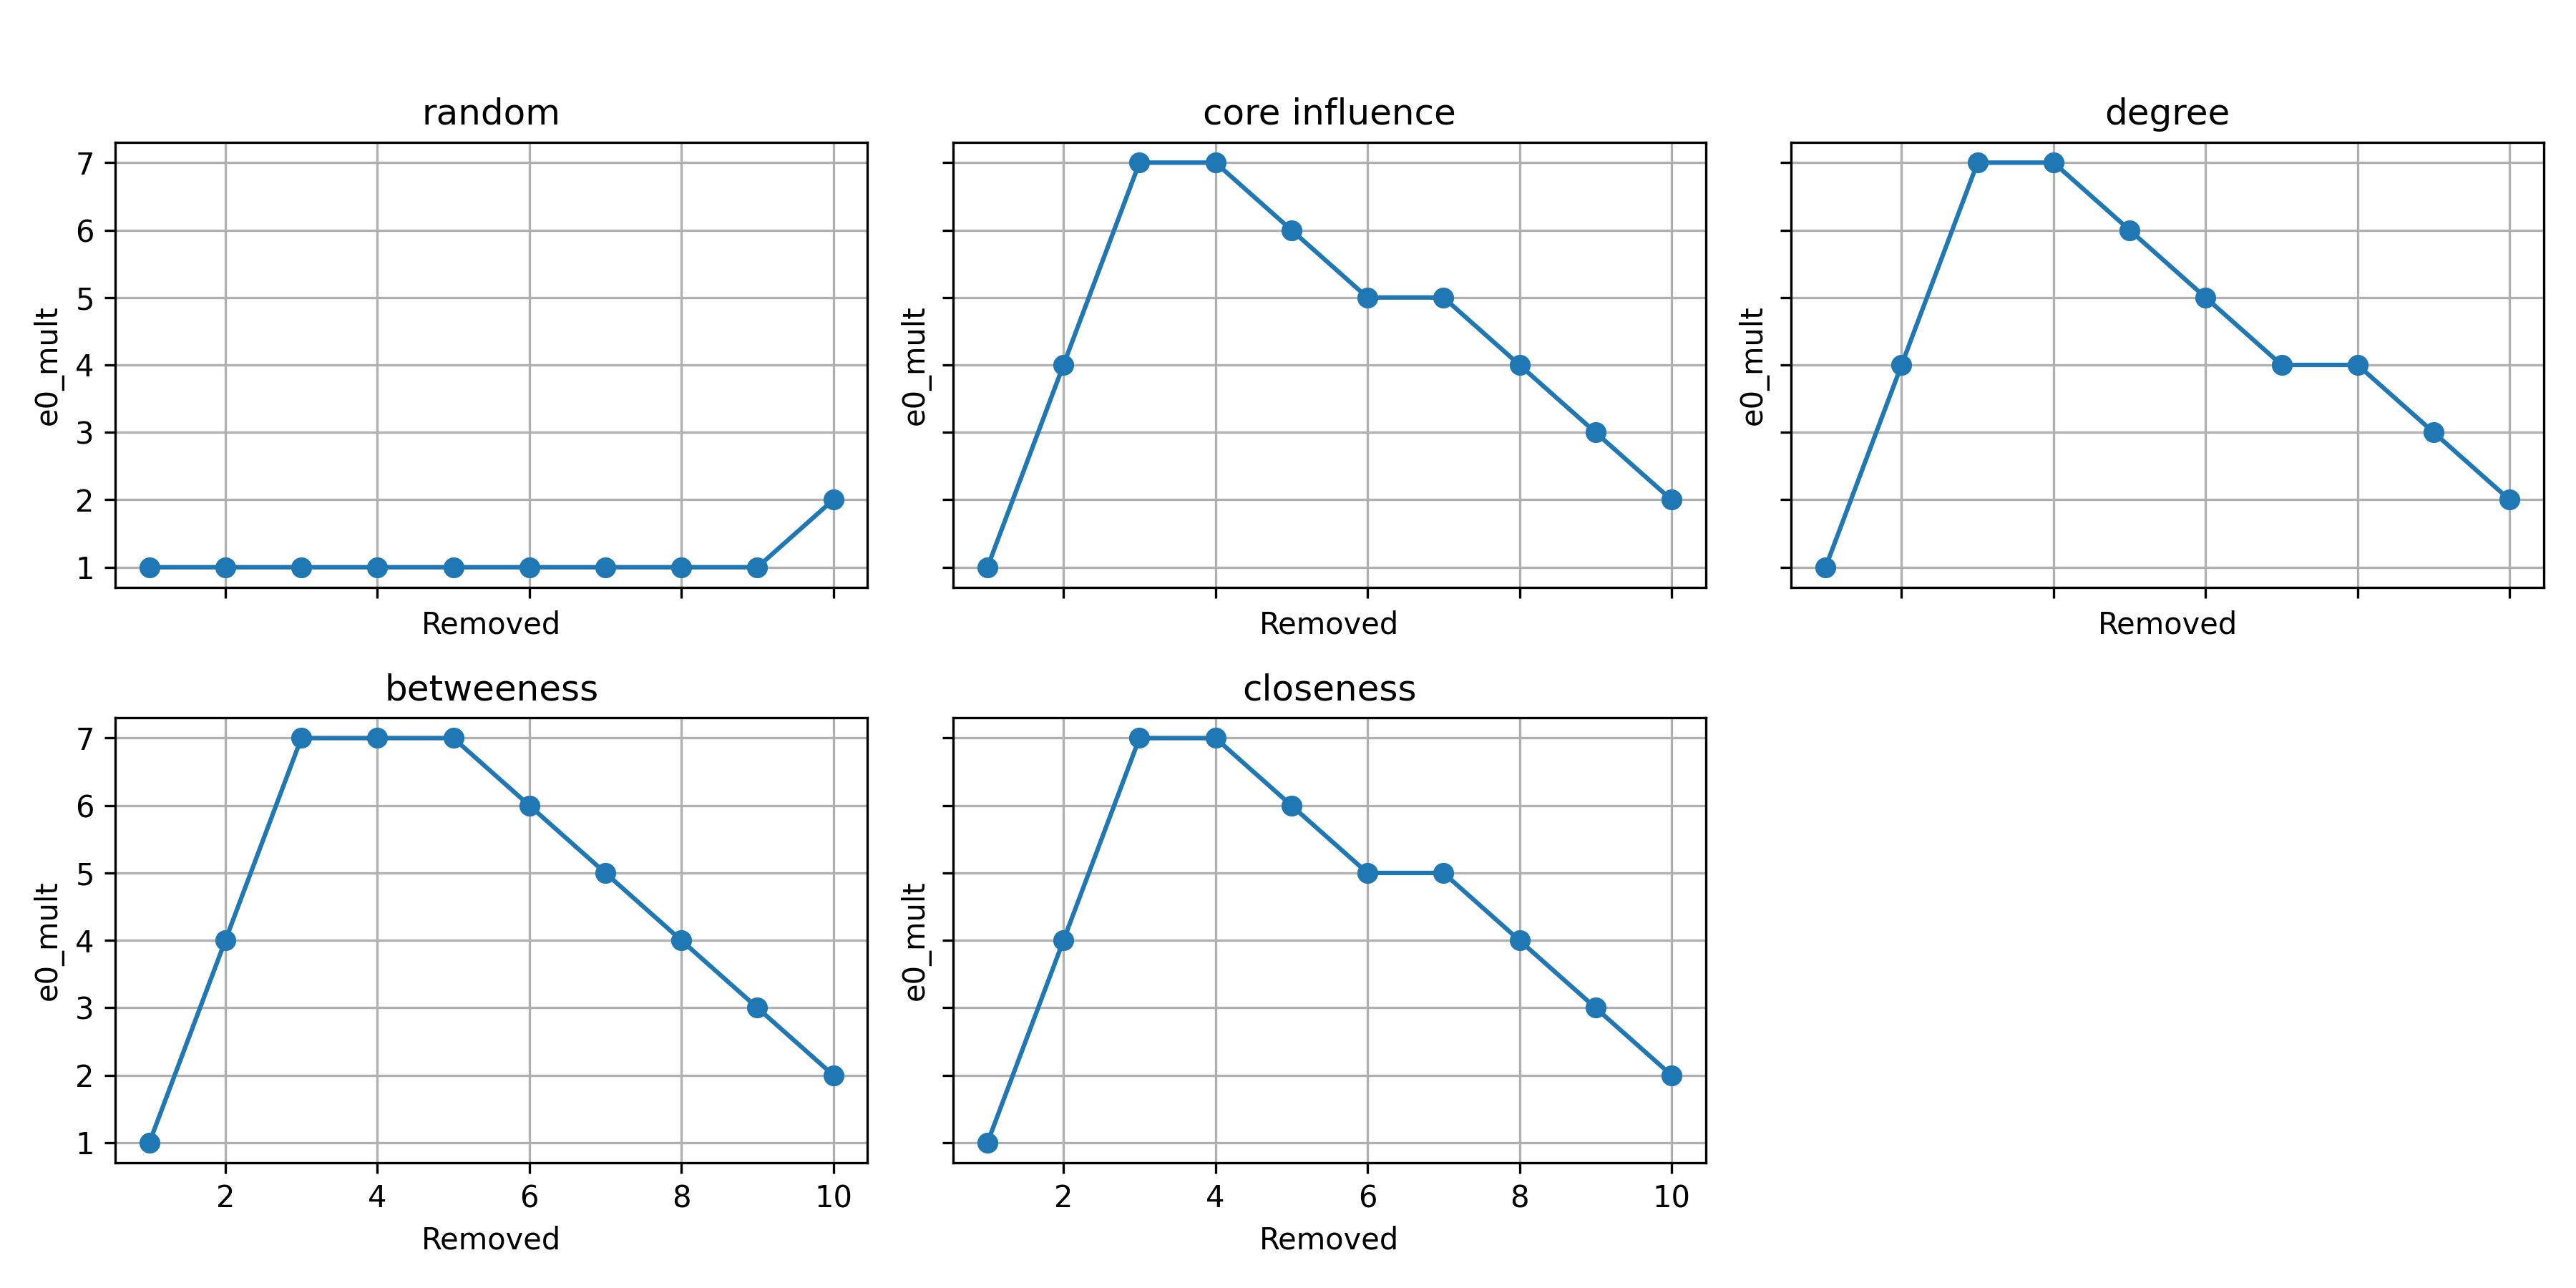 random
core influence
degree
7
6
5
4
3
2
1
e0_mult
e0_mult
e0_mult
Removed
Removed
Removed
betweeness
closeness
7
6
5
4
3
2
1
e0_mult
e0_mult
2 4 6 8 10
2 4 6 8 10
Removed
Removed